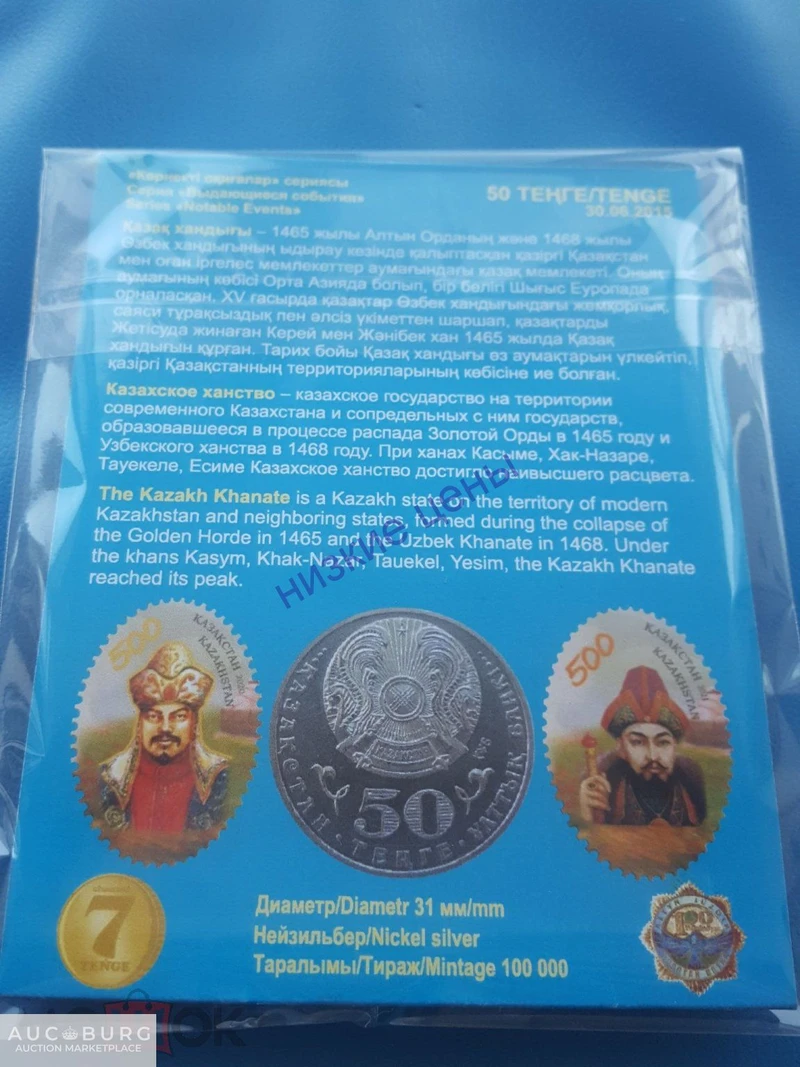 «Көрнекті оқиғалар» сериясы
Серия «Выдающиеся события»
Series «Notable Events»
50 ТЕҢГЕ/TENGE
30.06.2015
Қазақ хандығы – 1465 жылы Алтын Орданың және 1468 жылы
Өзбек хандығының ыдырау кезінде қалыптасқан қазіргі Қазақстан
мен оған іргелес мемлекеттер аумағындағы қазақ мемлекеті. Оның
аумағының көбісі Орта Азияда болып, бір бөлігі Шығыс Еуропада
орналасқан. XV ғасырда қазақтар Өзбек хандығындағы жемқорлық,
саяси тұрақсыздық пен әлсіз үкіметтен шаршап, қазақтарды
Жетісуда жинаған Керей мен Жәнібек хан 1465 жылда Қазақ
хандығын құрған. Тарих бойы Қазақ хандығы өз аумақтарын үлкейтіп,
қазіргі Қазақстанның территорияларының көбісіне ие болған.
Казахское ханство – казахское государство на территории
современного Казахстана и сопредельных с ним государств,
образовавшееся в процессе распада Золотой Орды в 1465 году и
Узбекского ханства в 1468 году. При ханах Касыме, Хак-Назаре,
Тауекеле, Есиме Казахское ханство достигло наивысшего расцвета.
The Kazakh Khanate is a Kazakh state on the territory of modern
Kazakhstan and neighboring states, formed during the collapse of
the Golden Horde in 1465 and the Uzbek Khanate in 1468. Under
the khans Kasym, Khak-Nazar, Tauekel, Yesim, the Kazakh Khanate
reached its peak.
низкие цены
500
ҚАЗАҚСТАН
KAZAKHSTAN
2020
ҚАЗАҚСТАН ҰЛТТЫҚ БАНКІ
50
ТЕҢГЕ
500
ҚАЗАҚСТАН
KAZAKHSTAN
7
TENGE
Диаметр/Diametr 31 мм/mm
Нейзильбер/Nickel silver
Таралымы/Тираж/Mintage 100 000
100
AUCBURG
AUCTION MARKETPLACE